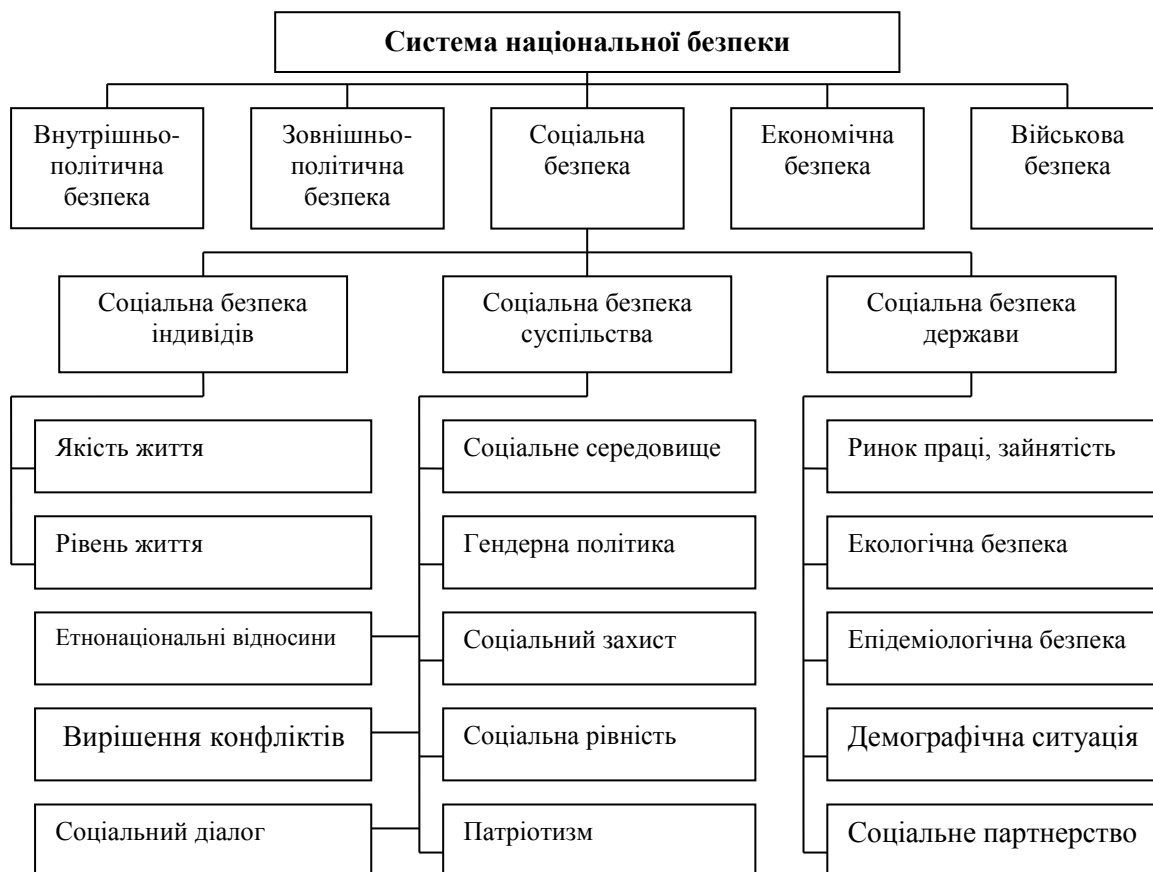 Система національної безпеки
Внутрішньо-
політична
безпека
Зовнішньо-
політична
безпека
Соціальна
безпека
Економічна
безпека
Військова
безпека
Соціальна безпека
індивідів
Соціальна безпека
суспільства
Соціальна безпека
держави
Якість життя
Соціальне середовище
Ринок праці, зайнятість
Рівень життя
Гендерна політика
Екологічна безпека
Етнонаціональні відносини
Соціальний захист
Епідеміологічна безпека
Вирішення конфліктів
Соціальна рівність
Демографічна ситуація
Соціальний діалог
Патріотизм
Соціальне партнерство